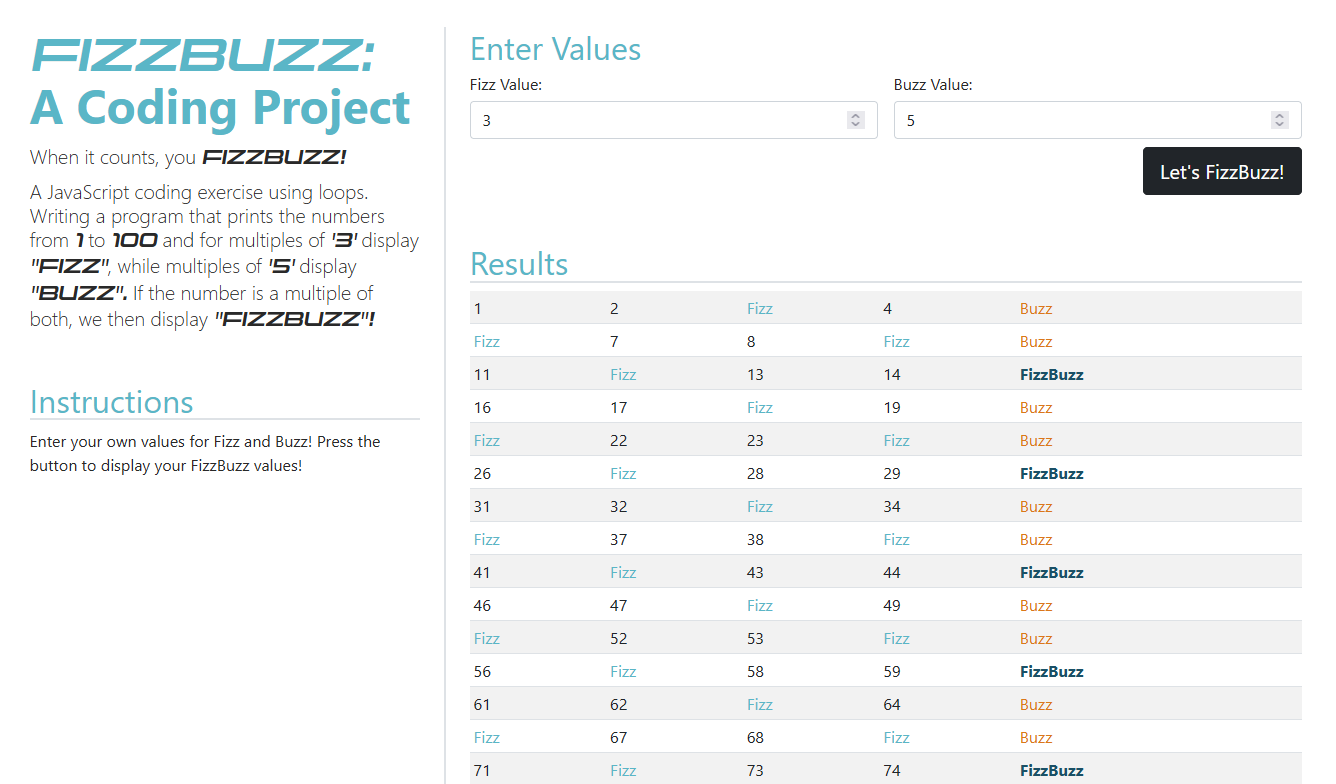 FIZZBUZZ:
A Coding Project
When it counts, you FIZZBUZZ!
A JavaScript coding exercise using loops.
Writing a program that prints the numbers
from 1 to 100 and for multiples of '3' display
"FIZZ", while multiples of '5' display
"BUZZ". If the number is a multiple of
both, we then display "FIZZBUZZ"!
Instructions
Enter your own values for Fizz and Buzz! Press the
button to display your FizzBuzz values!
Enter Values
Fizz Value: Buzz Value:
3 5
Let's FizzBuzz!
Results
1 2 Fizz 4 Buzz
Fizz 7 8 Fizz Buzz
11 Fizz 13 14 FizzBuzz
16 17 Fizz 19 Buzz
Fizz 22 23 Fizz Buzz
26 Fizz 28 29 FizzBuzz
31 32 Fizz 34 Buzz
Fizz 37 38 Fizz Buzz
41 Fizz 43 44 FizzBuzz
46 47 Fizz 49 Buzz
Fizz 52 53 Fizz Buzz
56 Fizz 58 59 FizzBuzz
61 62 Fizz 64 Buzz
Fizz 67 68 Fizz Buzz
71 Fizz 73 74 FizzBuzz